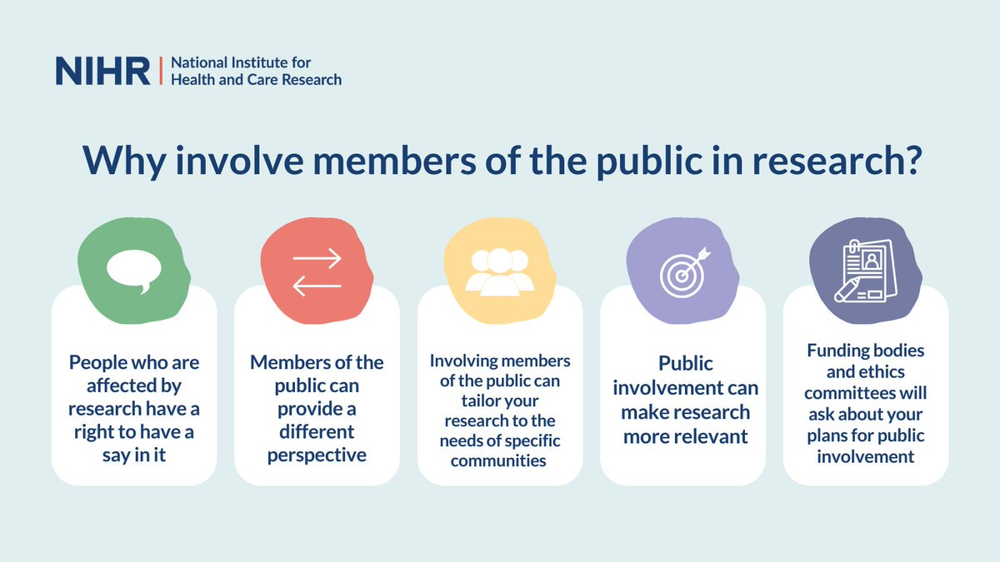 NIHR
National Institute for
Health and Care Research
Why involve members of the public in research?
People who are
affected by
research have a
right to have a
say in it
Members of the
public can
provide a
different
perspective
Involving members
of the public can
tailor your
research to the
needs of specific
communities
Public
involvement can
make research
more relevant
Funding bodies
and ethics
committees will
ask about your
plans for public
involvement